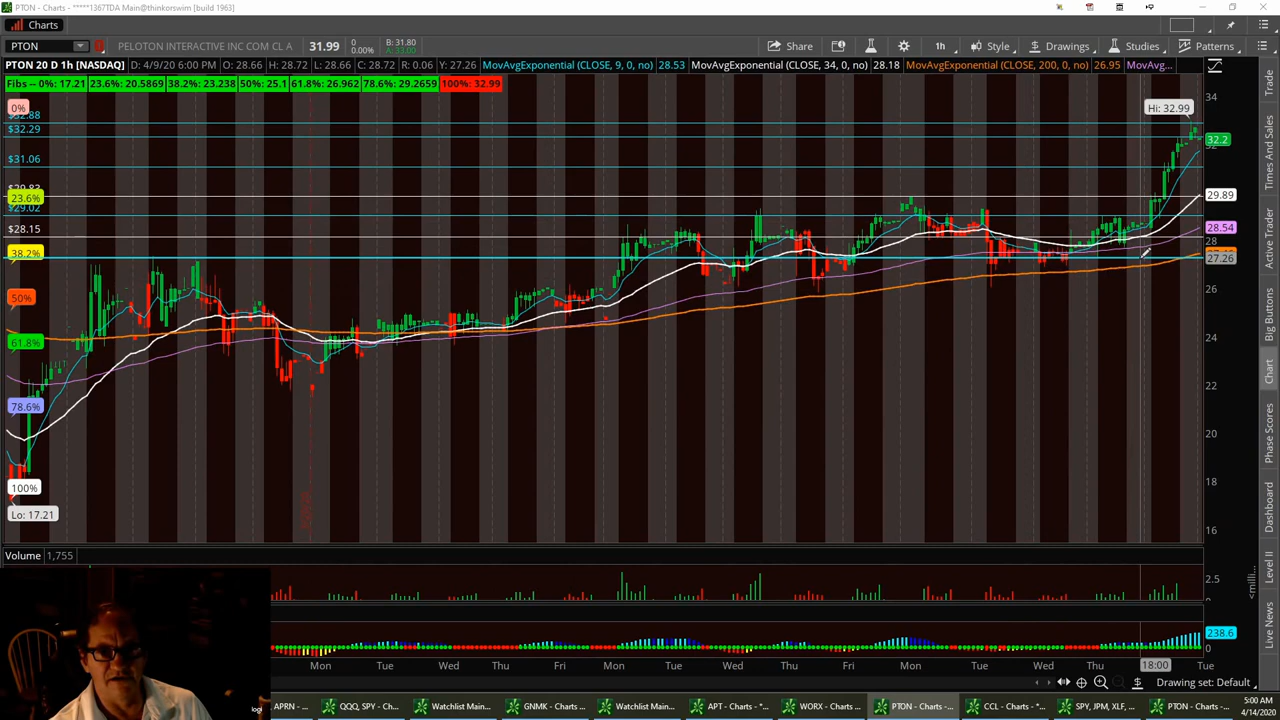 PTON - Charts - *****1367TDA Main@thinkorswim [build 1963]
Charts
PTON PELOTON INTERACTIVE INC COM CL A 31.99 0 0.00% B: 31.80 A: 33.00 Share 1h Style Drawings Studies Patterns
PTON 20 D 1h [NASDAQ] D: 4/9/20 6:00 PM O: 28.66 H: 28.72 L: 28.66 C: 28.72 R: 0.06 Y: 27.26 MovAvgExponential (CLOSE, 9, 0, no) 28.53 MovAvgExponential (CLOSE, 34, 0, no) 28.18 MovAvgExponential (CLOSE, 200, 0, no) 26.95 MovAvg...
Fibs -- 0%: 17.21 23.6%: 20.5869 38.2%: 23.238 50%: 25.1 61.8%: 26.962 78.6%: 29.2659 100%: 32.99
34
0%
Hi: 32.99
$32.88
$32.29
32.2
32
$31.06
$29.83
29.89
23.6%
$29.02
$28.15
28.54
28
38.2%
27.26
26
50%
24
61.8%
22
78.6%
20
18
100%
Lo: 17.21
16
Trade
Times And Sales
Active Trader
Big Buttons
Chart
Phase Scores
Dashboard
Level II
Live News
Volume 1,755
2.5
0
<milli...
238.6
0
Mon Tue Wed Thu Fri Mon Tue Wed Thu Fri Mon Tue Wed Thu 18:00 Tue
Drawing set: Default
logi
APRN - ... QQQ, SPY - Ch... Watchlist Main... GNMK - Charts ... Watchlist Main... APT - Charts - *... WORX - Charts ... PTON - Charts -... CCL - Charts - *... SPY, JPM, XLF, ... PTON - Charts -...
5:00 AM
4/14/2020